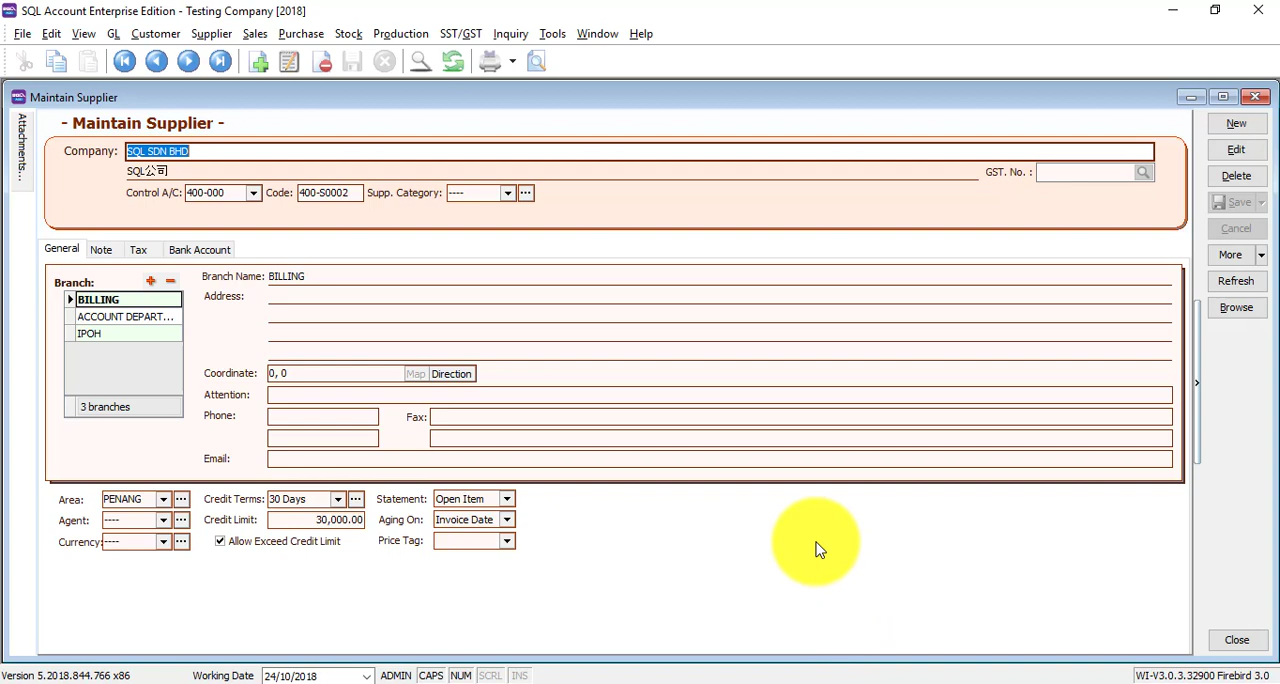 SQL Account Enterprise Edition - Testing Company [2018]
File Edit View GL Customer Supplier Sales Purchase Stock Production SST/GST Inquiry Tools Window Help
Maintain Supplier
Attachments...
- Maintain Supplier -
Company: SQL SDN BHD
SQL公司
GST. No. :
Control A/C: 400-000 Code: 400-S0002 Supp. Category: ----
General Note Tax Bank Account
Branch:
BILLING
ACCOUNT DEPART...
IPOH
3 branches
Branch Name: BILLING
Address:
Coordinate: 0, 0 Map Direction
Attention:
Phone: Fax:
Email:
Area: PENANG Credit Terms: 30 Days Statement: Open Item
Agent: ---- Credit Limit: 30,000.00 Aging On: Invoice Date
Currency: ---- Allow Exceed Credit Limit Price Tag:
New
Edit
Delete
Save
Cancel
More
Refresh
Browse
Close
Version 5.2018.844.766 x86 Working Date 24/10/2018 ADMIN CAPS NUM SCRL INS WI-V3.0.3.32900 Firebird 3.0